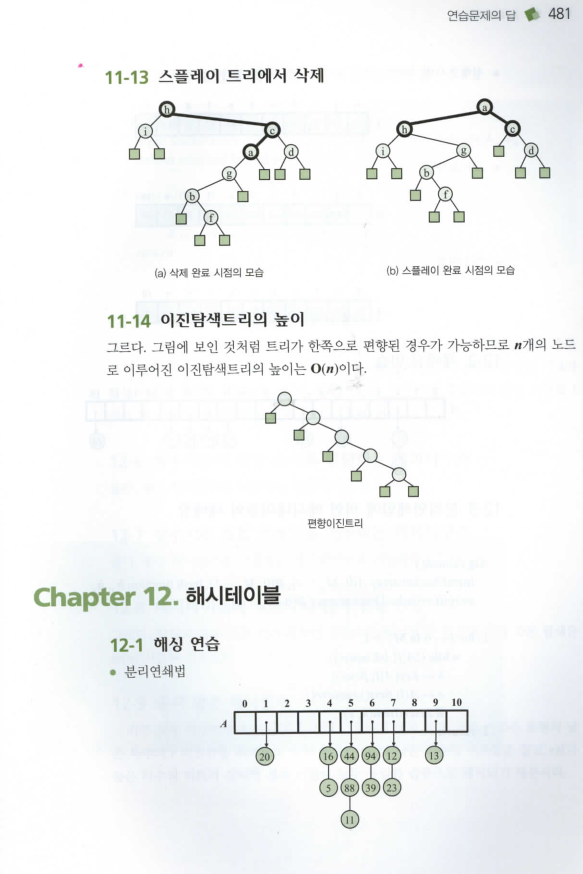 연습문제의 답 481
11-13 스플레이 트리에서 삭제
h
i
c
a
d
g
b
f
(a) 삭제 완료 시점의 모습
a
h
c
i
g
d
b
f
(b) 스플레이 완료 시점의 모습
11-14 이진탐색트리의 높이
그르다. 그림에 보인 것처럼 트리가 한쪽으로 편향된 경우가 가능하므로 n개의 노드
로 이루어진 이진탐색트리의 높이는 O(n)이다.
편향이진트리
Chapter 12. 해시테이블
12-1 해싱 연습
• 분리연쇄법
0 1 2 3 4 5 6 7 8 9 10
A
20 16 44 94 12 13
5 88 39 23
11